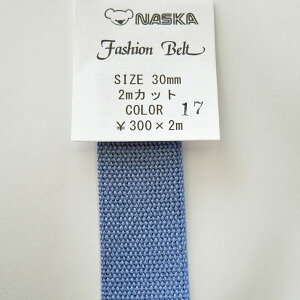 NASKA
Fashion Belt
SIZE 30mm
2mカット
COLOR 17
￥300×2m